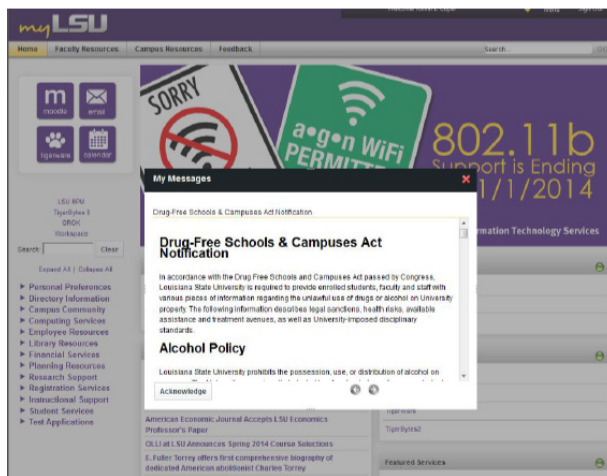 myLSU
Home Faculty Resources Campus Resources Feedback Search...
moodle email
tigerware calendar
SORRY
a•g•n WiFi
PERMITTED
802.11b
Support is Ending
1/1/2014
Information Technology Services
LSU RPU
TigerBytes II
GROK
Workspace
Search: Clear
Expand All | Collapse All
Personal Preferences
Directory Information
Campus Community
Computing Services
Employee Resources
Library Resources
Financial Services
Planning Resources
Research Support
Registration Services
Instructional Support
Student Services
Test Applications
My Messages
Drug-Free Schools & Campuses Act Notification
Drug-Free Schools & Campuses Act
Notification
In accordance with the Drug Free Schools and Campuses Act passed by Congress,
Louisiana State University is required to provide enrolled students, faculty and staff with
various pieces of information regarding the unlawful use of drugs or alcohol on University
property. The following information describes legal sanctions, health risks, available
assistance and treatment avenues, as well as University-imposed disciplinary
standards.
Alcohol Policy
Louisiana State University prohibits the possession, use, or distribution of alcohol on
Acknowledge
American Economic Journal Accepts LSU Economics
Professor's Paper
OLLI at LSU Announces Spring 2014 Course Selections
E. Fuller Torrey offers first comprehensive biography of
dedicated American abolitionist Charles Torrey
TigerWare
TigerBytes2
Featured Services